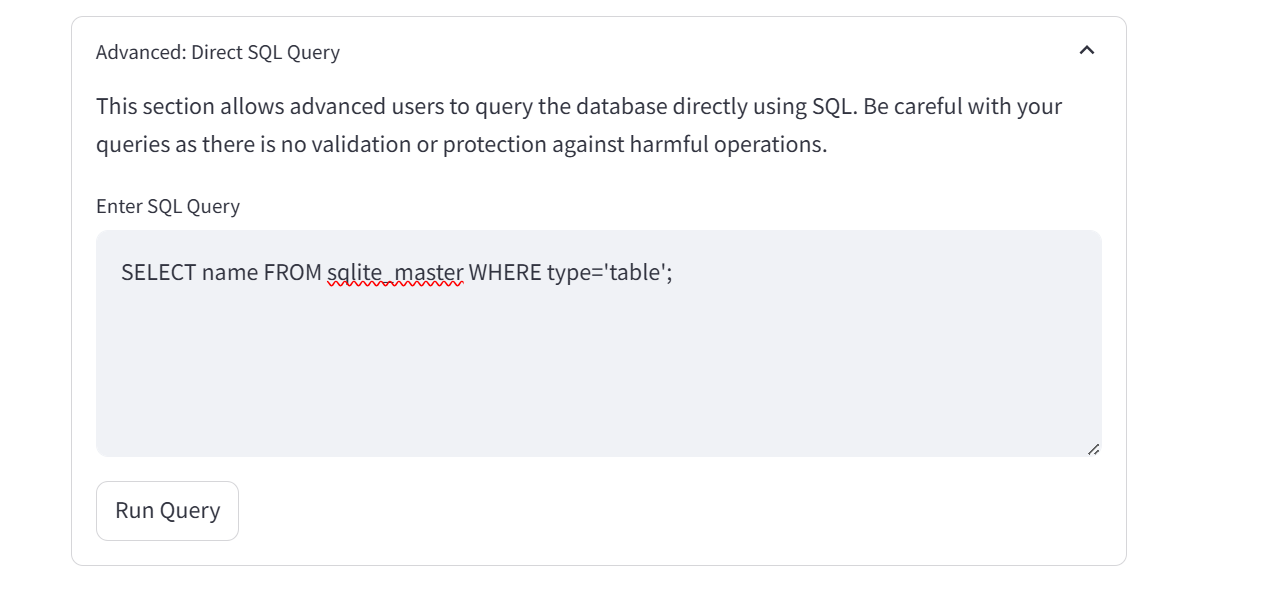 Advanced: Direct SQL Query
This section allows advanced users to query the database directly using SQL. Be careful with your
queries as there is no validation or protection against harmful operations.
Enter SQL Query
SELECT name FROM sqlite_master WHERE type='table';
Run Query